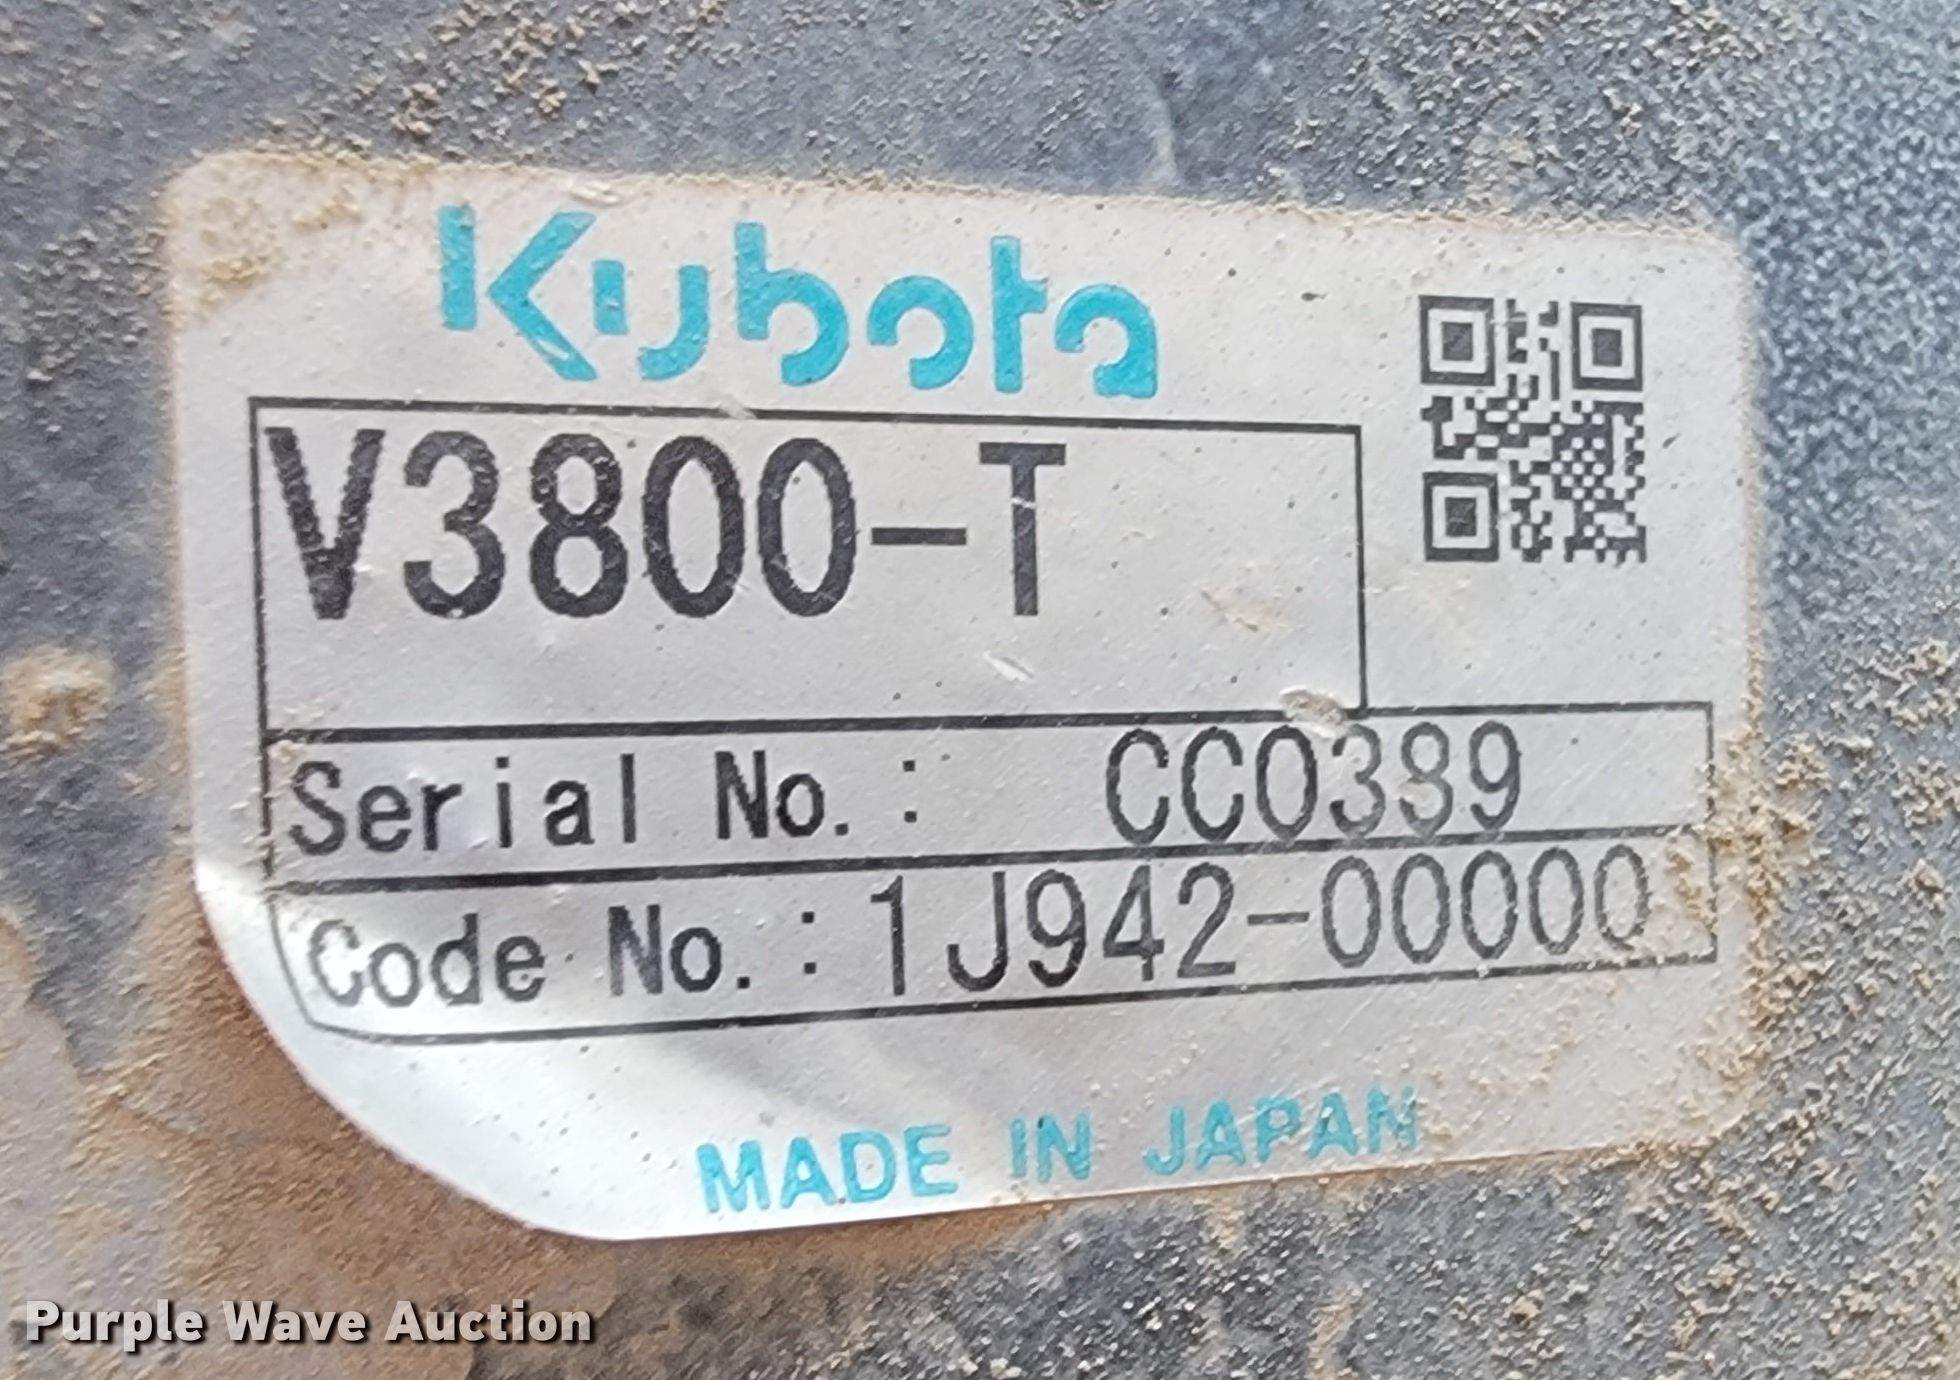 Kubota
V3800-T
Serial No.: CC0389
Code No.:1J942-00000
MADE IN JAPAN
Purple Wave Auction